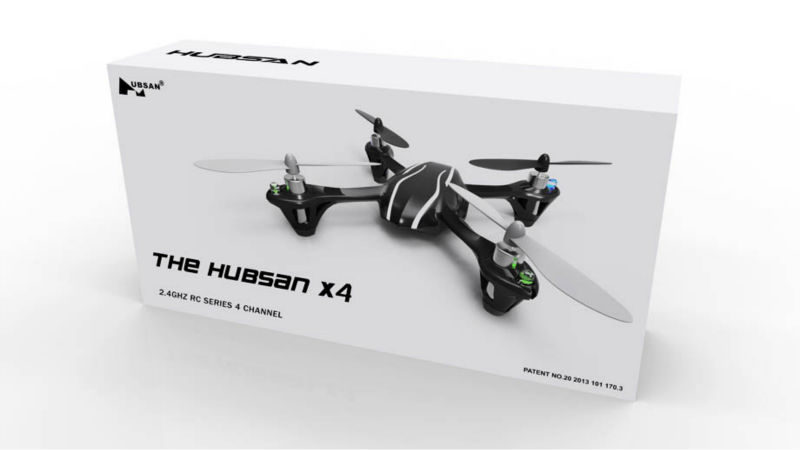 HUBSAN
HUBSAN®
THE HUBSAN X4
2.4GHZ RC SERIES 4 CHANNEL
PATENT NO.20 2013 101 170.3